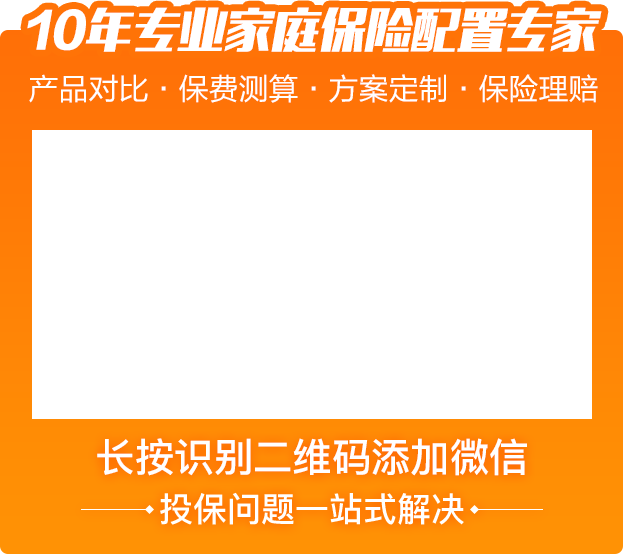 10年专业家庭保险配置专家
产品对比·保费测算·方案定制·保险理赔
长按识别二维码添加微信
投保问题一站式解决